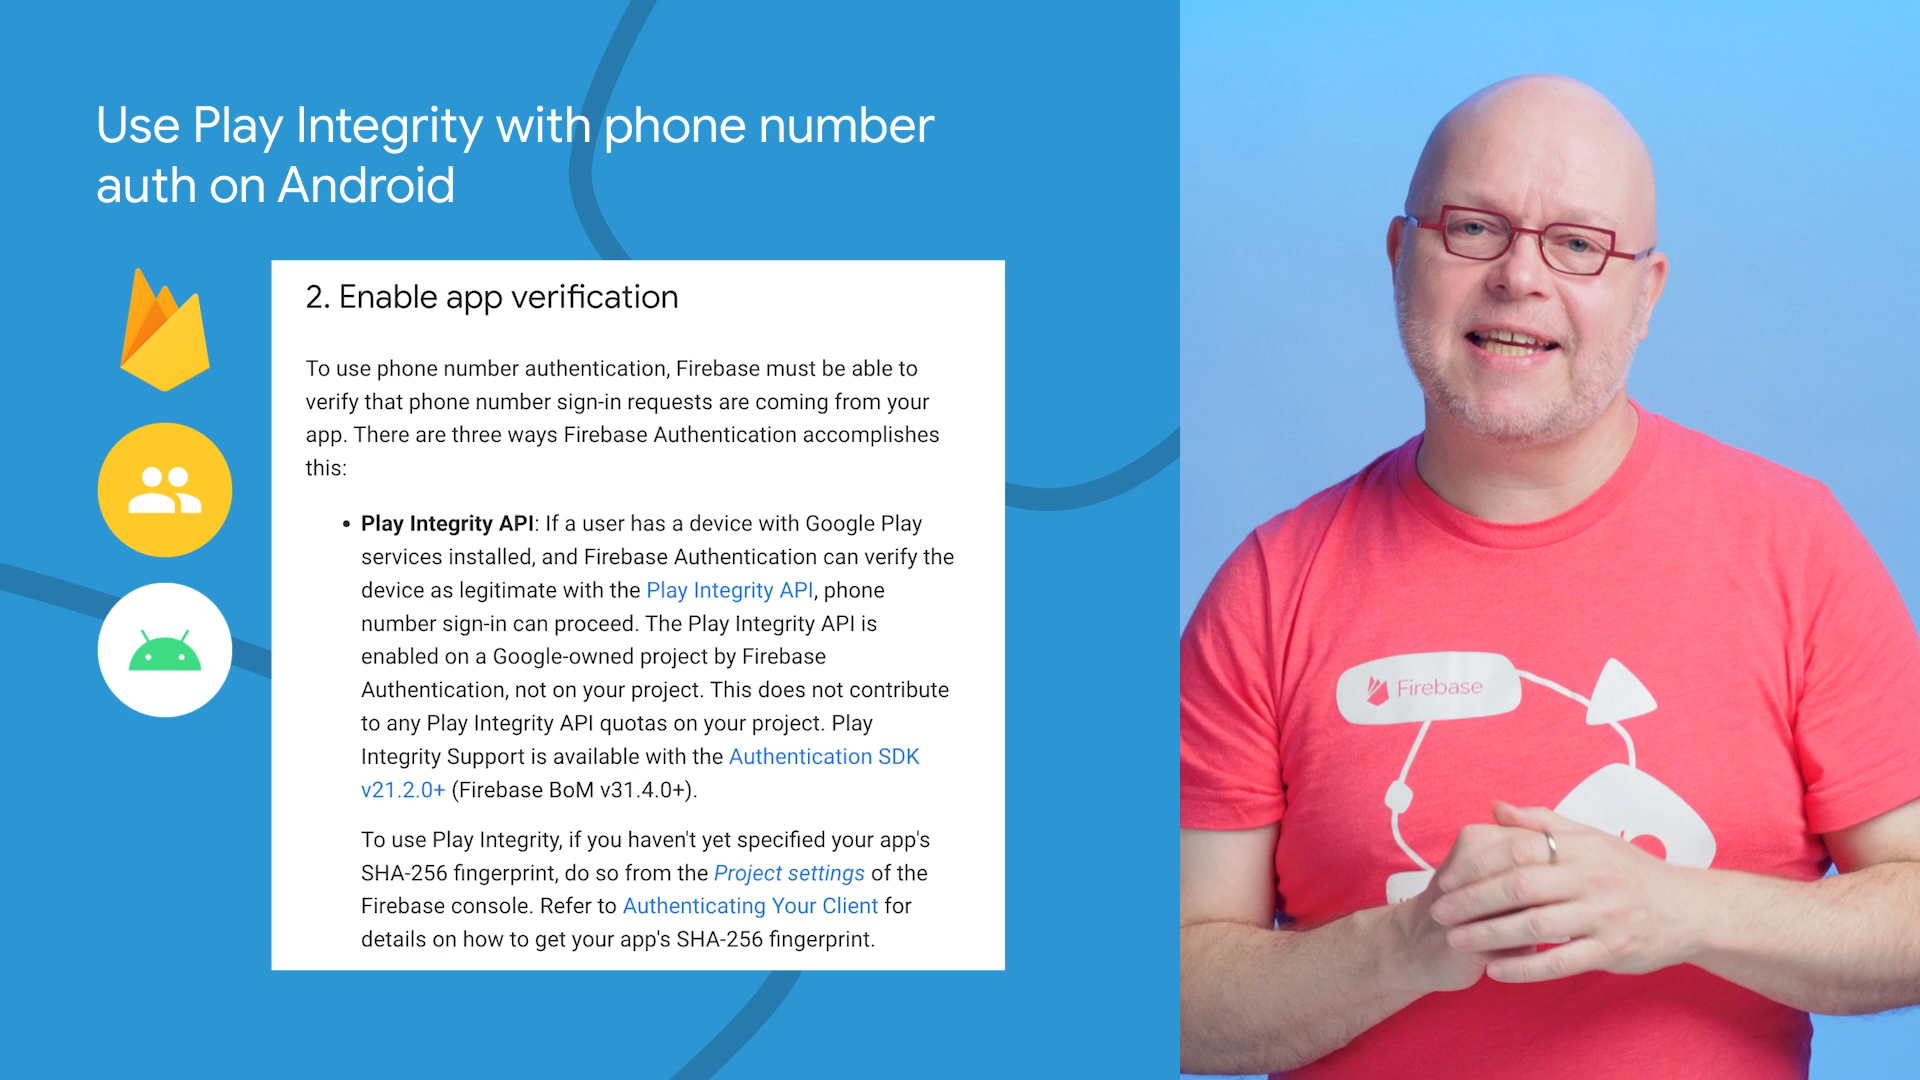 Use Play Integrity with phone number
auth on Android
2. Enable app verification
To use phone number authentication, Firebase must be able to
verify that phone number sign-in requests are coming from your
app. There are three ways Firebase Authentication accomplishes
this:
• Play Integrity API: If a user has a device with Google Play
services installed, and Firebase Authentication can verify the
device as legitimate with the Play Integrity API, phone
number sign-in can proceed. The Play Integrity API is
enabled on a Google-owned project by Firebase
Authentication, not on your project. This does not contribute
to any Play Integrity API quotas on your project. Play
Integrity Support is available with the Authentication SDK
v21.2.0+ (Firebase BoM v31.4.0+).
To use Play Integrity, if you haven't yet specified your app's
SHA-256 fingerprint, do so from the Project settings of the
Firebase console. Refer to Authenticating Your Client for
details on how to get your app's SHA-256 fingerprint.
Firebase